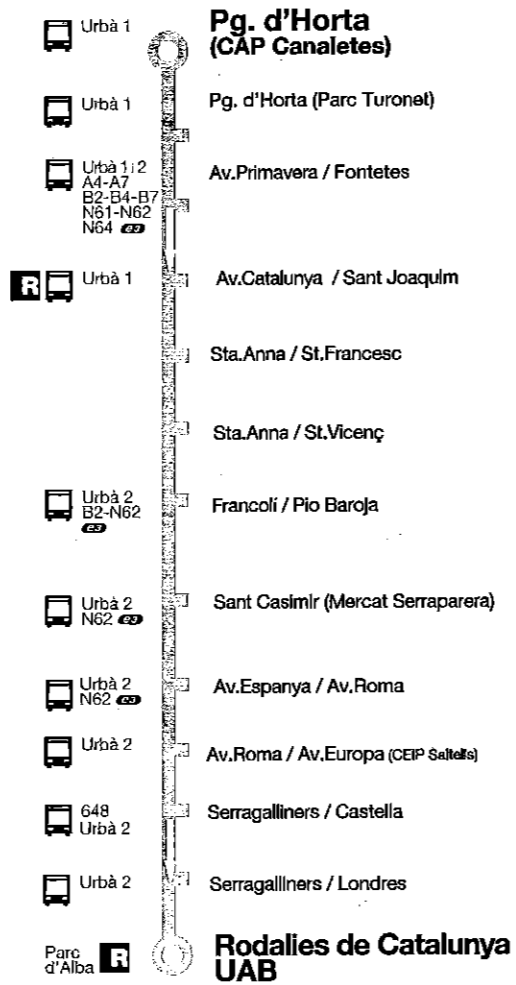 Urbà 1
Pg. d'Horta
(CAP Canaletes)
Urbà 1
Pg. d'Horta (Parc Turonet)
Urbà 1 i 2
A4-A7
B2-B4-B7
N61-N62
N64 e3
Av.Primavera / Fontetes
R Urbà 1
Av.Catalunya / Sant Joaquim
Sta.Anna / St.Francesc
Sta.Anna / St.Vicenç
Urbà 2
B2-N62
e3
Francolí / Pio Baroja
Urbà 2
N62 e3
Sant Casimir (Mercat Serraparera)
Urbà 2
N62 e3
Av.Espanya / Av.Roma
Urbà 2
Av.Roma / Av.Europa (CEIP Saltells)
648
Urbà 2
Serragalliners / Castella
Urbà 2
Serragalliners / Londres
Parc
d'Alba R
Rodalies de Catalunya
UAB